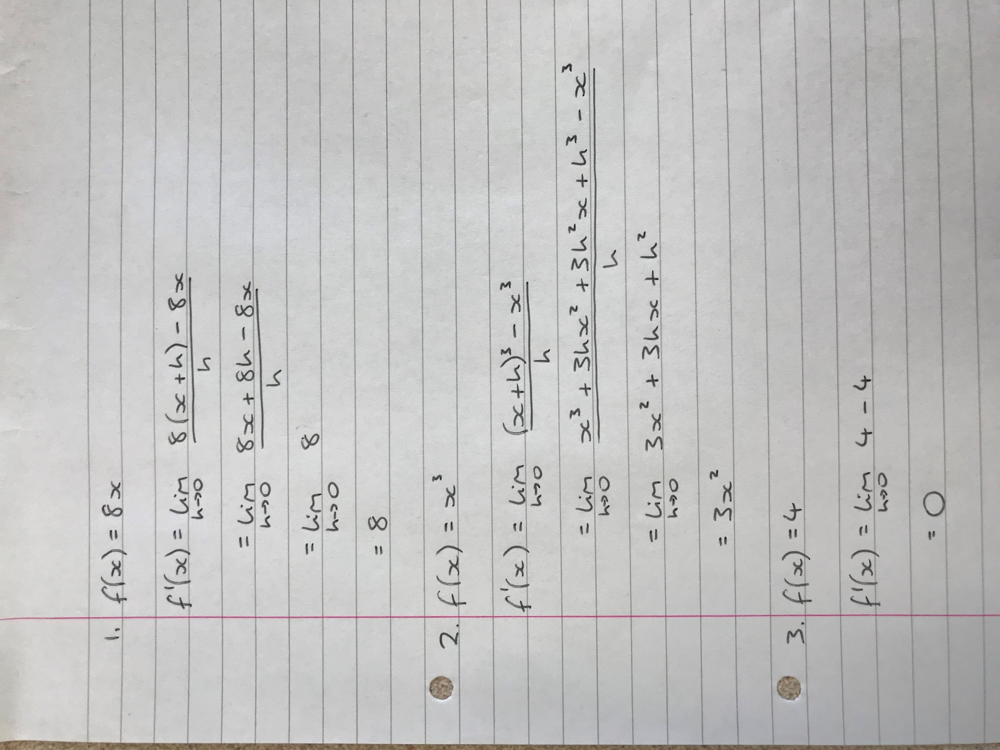 1. f(x) = 8x
f'(x) = lim h→0 (8(x+h) - 8x)/h
= lim h→0 (8x + 8h - 8x)/h
= lim h→0 8
= 8
2. f(x) = x³
f'(x) = lim h→0 ((x+h)³ - x³)/h
= lim h→0 (x³ + 3hx² + 3h²x + h³ - x³)/h
= lim h→0 3x² + 3hx + h²
= 3x²
3. f(x) = 4
f'(x) = lim h→0 4 - 4
= 0